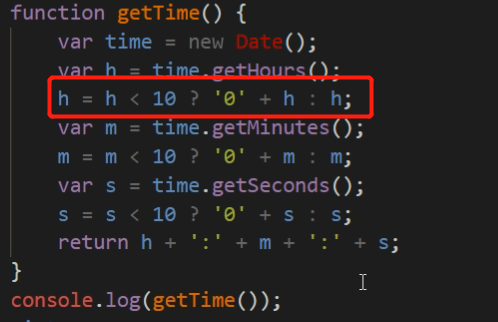 function getTime() {
    var time = new Date();
    var h = time.getHours();
    h = h < 10 ? '0' + h : h;
    var m = time.getMinutes();
    m = m < 10 ? '0' + m : m;
    var s = time.getSeconds();
    s = s < 10 ? '0' + s : s;
    return h + ':' + m + ':' + s;
}
console.log(getTime());